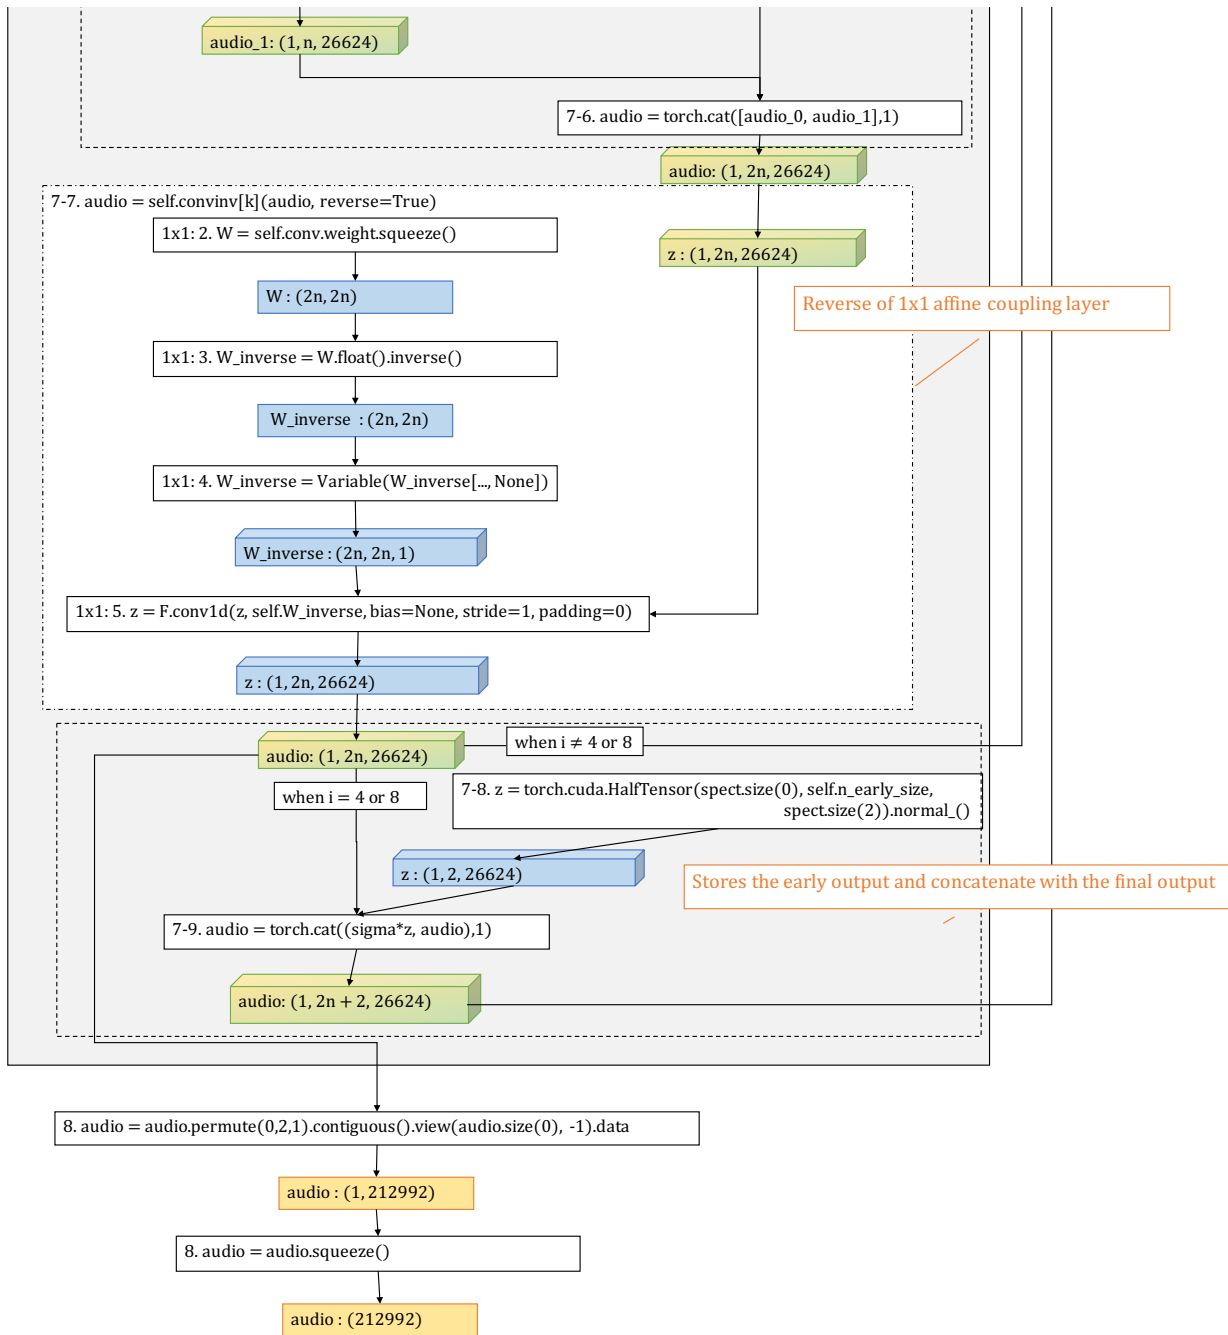 audio_1: (1, n, 26624)
7-6. audio = torch.cat([audio_0, audio_1],1)
audio: (1, 2n, 26624)
7-7. audio = self.convinv[k](audio, reverse=True)
1x1: 2. W = self.conv.weight.squeeze()
z : (1, 2n, 26624)
W : (2n, 2n)
Reverse of 1x1 affine coupling layer
1x1: 3. W_inverse = W.float().inverse()
W_inverse : (2n, 2n)
1x1: 4. W_inverse = Variable(W_inverse[..., None])
W_inverse : (2n, 2n, 1)
1x1: 5. z = F.conv1d(z, self.W_inverse, bias=None, stride=1, padding=0)
z : (1, 2n, 26624)
when i ≠ 4 or 8
audio: (1, 2n, 26624)
when i = 4 or 8
7-8. z = torch.cuda.HalfTensor(spect.size(0), self.n_early_size,
spect.size(2)).normal_()
z : (1, 2, 26624)
Stores the early output and concatenate with the final output
7-9. audio = torch.cat((sigma*z, audio),1)
audio: (1, 2n + 2, 26624)
8. audio = audio.permute(0,2,1).contiguous().view(audio.size(0), -1).data
audio : (1, 212992)
8. audio = audio.squeeze()
audio : (212992)